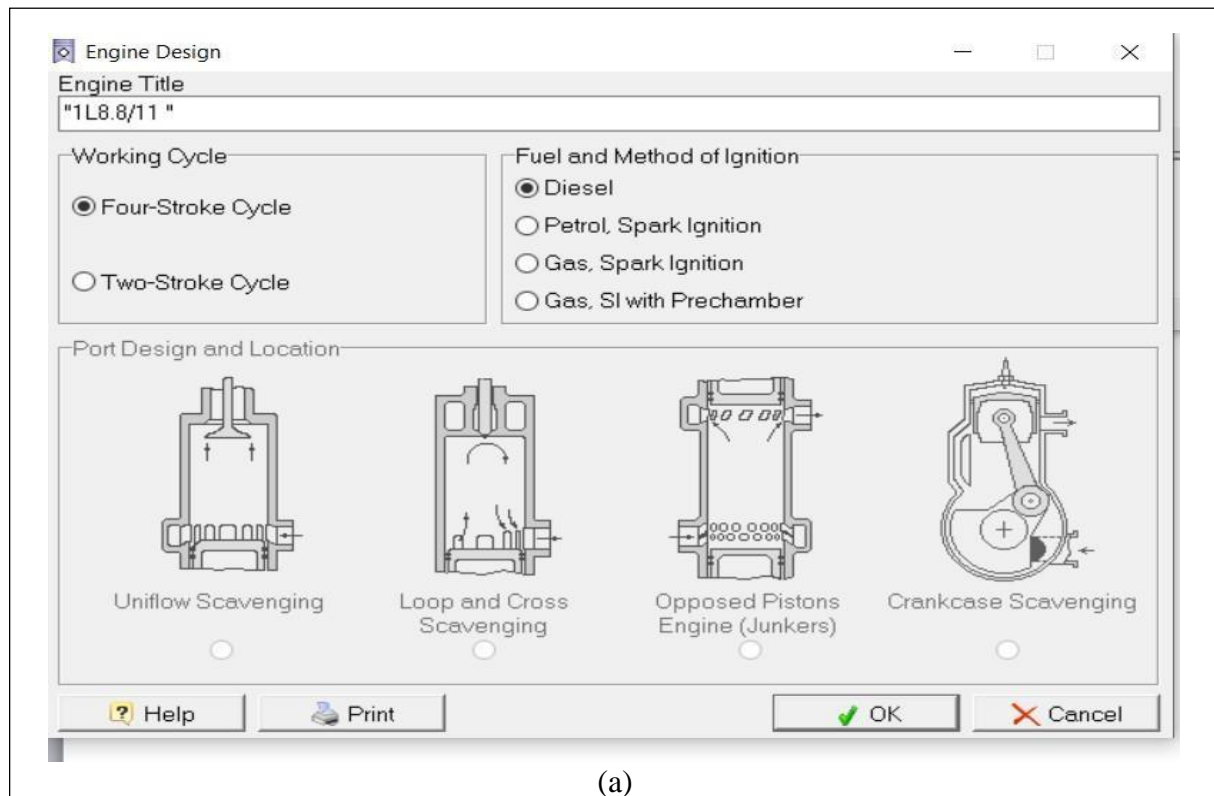 Engine Design
Engine Title
"1L8.8/11 "
Working Cycle
Four-Stroke Cycle
Two-Stroke Cycle
Fuel and Method of Ignition
Diesel
Petrol, Spark Ignition
Gas, Spark Ignition
Gas, SI with Prechamber
Port Design and Location
Uniflow Scavenging
Loop and Cross
Scavenging
Opposed Pistons
Engine (Junkers)
Crankcase Scavenging
Help
Print
OK
Cancel
(a)